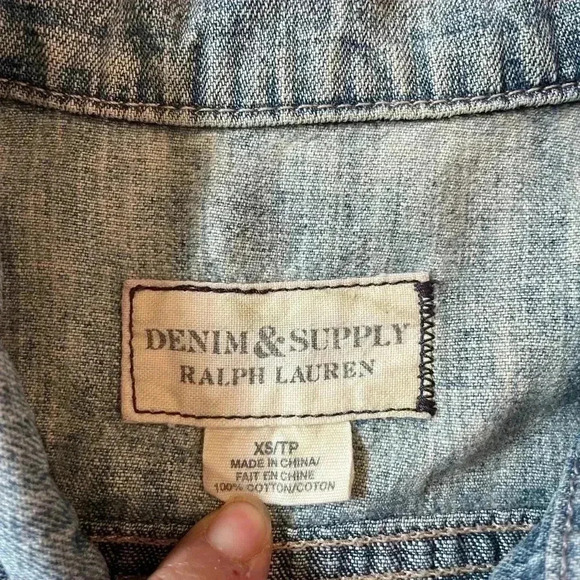 DENIM & SUPPLY
RALPH LAUREN
XS/TP
MADE IN CHINA/
FAIT EN CHINE
100% COTTON/COTON